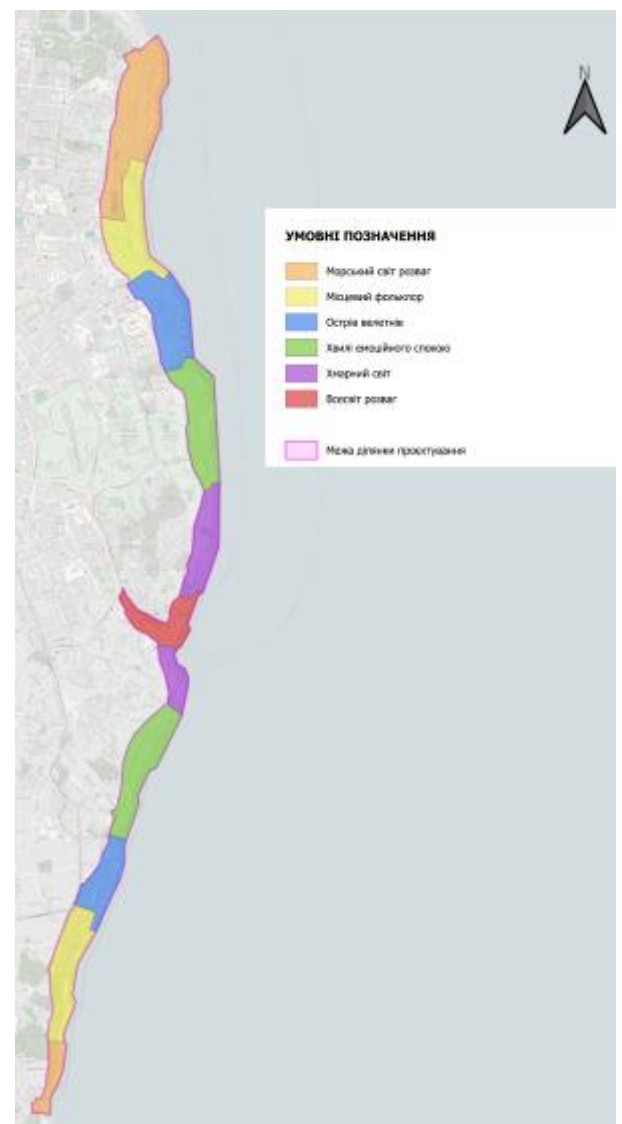 N
УМОВНІ ПОЗНАЧЕННЯ
Морський світ розваг
Місцевий фольклор
Острів велетнів
Хвилі емоційного спокою
Хмарний світ
Всесвіт розваг
Межа ділянки проєктування